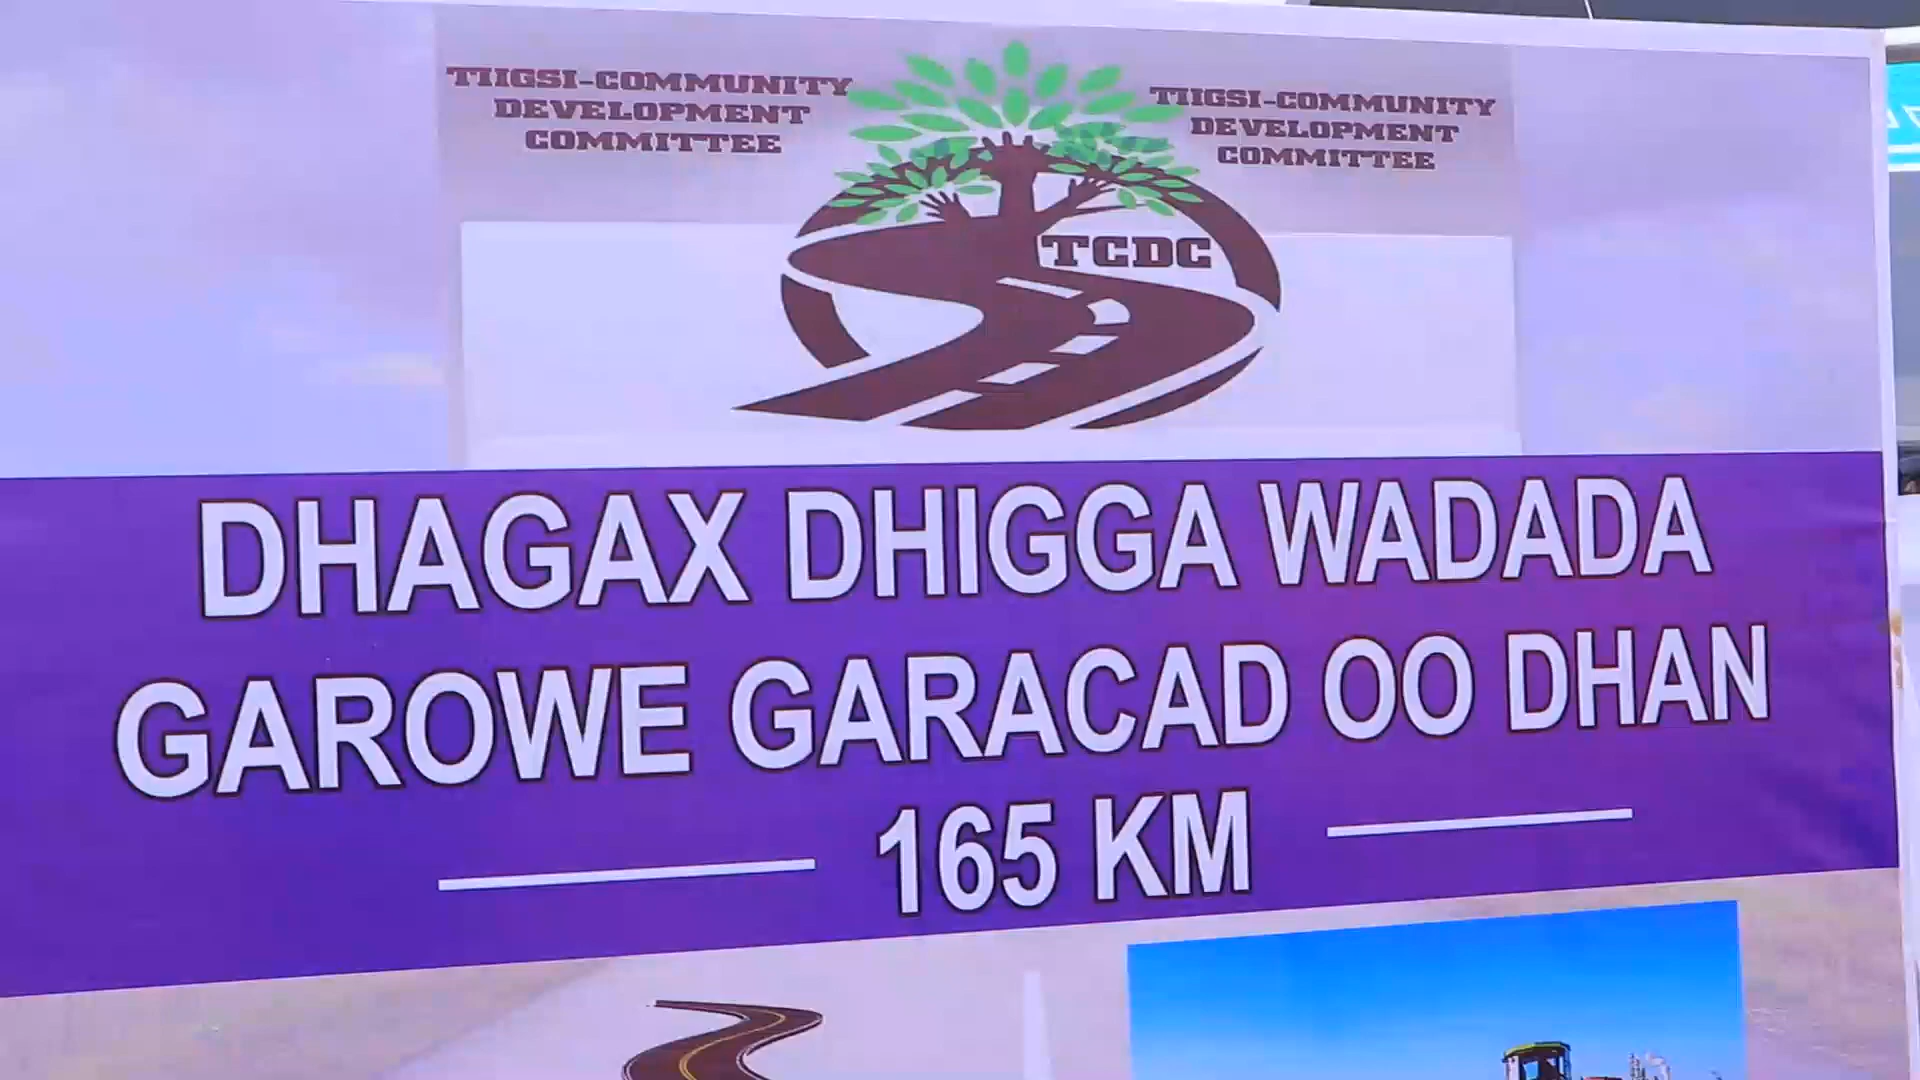 TIIGSI-COMMUNITY
DEVELOPMENT
COMMITTEE
TIIGSI-COMMUNITY
DEVELOPMENT
COMMITTEE
TCDC
DHAGAX DHIGGA WADADA
GAROWE GARACAD OO DHAN
165 KM